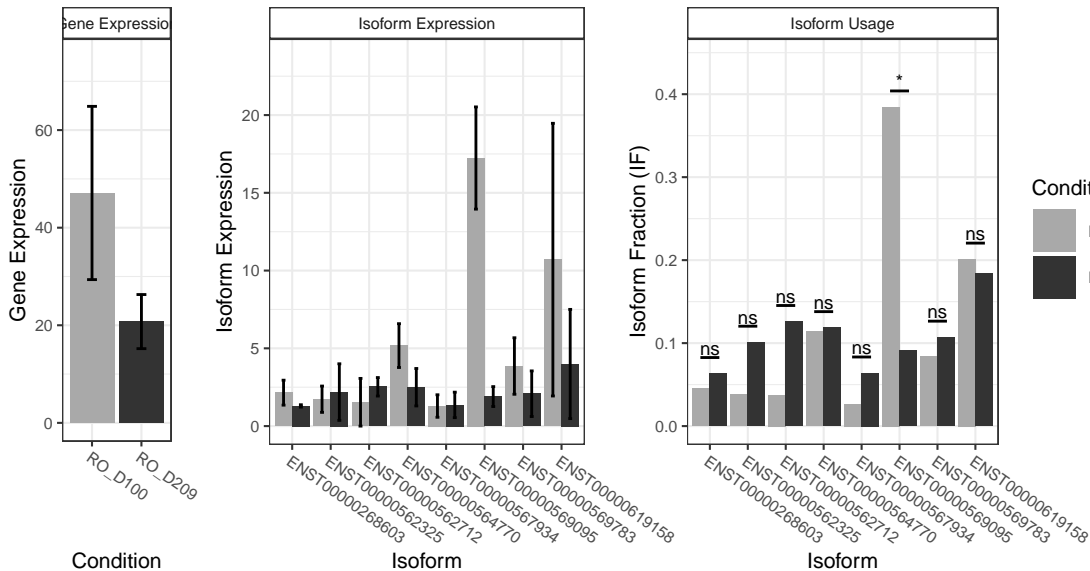 Gene Expression
Isoform Expression
Isoform Usage
Gene Expression
0
20
40
60
RO_D100
RO_D209
Condition
Isoform Expression
0
5
10
15
20
ENST00000268603
ENST00000562325
ENST00000562712
ENST00000564770
ENST00000567934
ENST00000569095
ENST00000569783
ENST00000619158
Isoform
Isoform Fraction (IF)
0.0
0.1
0.2
0.3
0.4
ns
ns
ns
ns
ns
*
ns
ns
ENST00000268603
ENST00000562325
ENST00000562712
ENST00000564770
ENST00000567934
ENST00000569095
ENST00000569783
ENST00000619158
Isoform
Condit